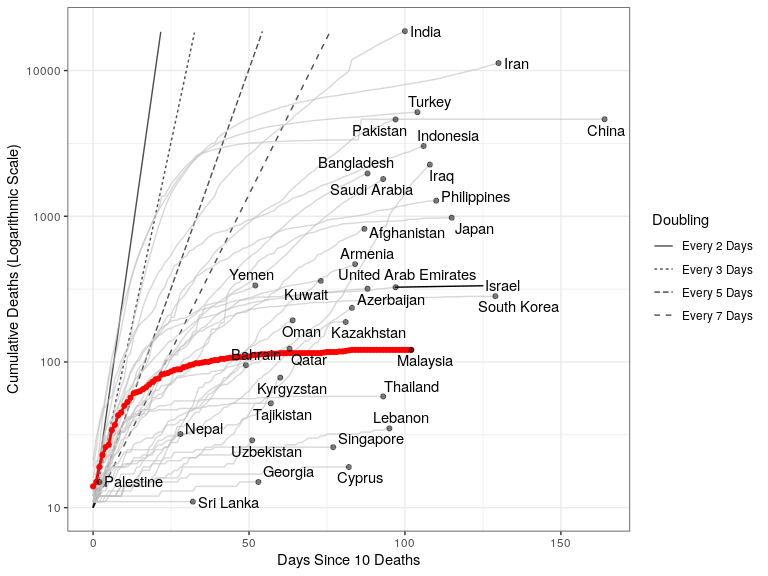 India
Iran
Turkey
Pakistan
China
Indonesia
Bangladesh
Iraq
Saudi Arabia
Philippines
Japan
Afghanistan
Armenia
Yemen
United Arab Emirates
Israel
Kuwait
Azerbaijan
South Korea
Oman
Kazakhstan
Bahrain
Qatar
Malaysia
Kyrgyzstan
Thailand
Tajikistan
Lebanon
Nepal
Singapore
Uzbekistan
Georgia
Cyprus
Palestine
Sri Lanka
10000
1000
100
10
Cumulative Deaths (Logarithmic Scale)
0
50
100
150
Days Since 10 Deaths
Doubling
Every 2 Days
Every 3 Days
Every 5 Days
Every 7 Days